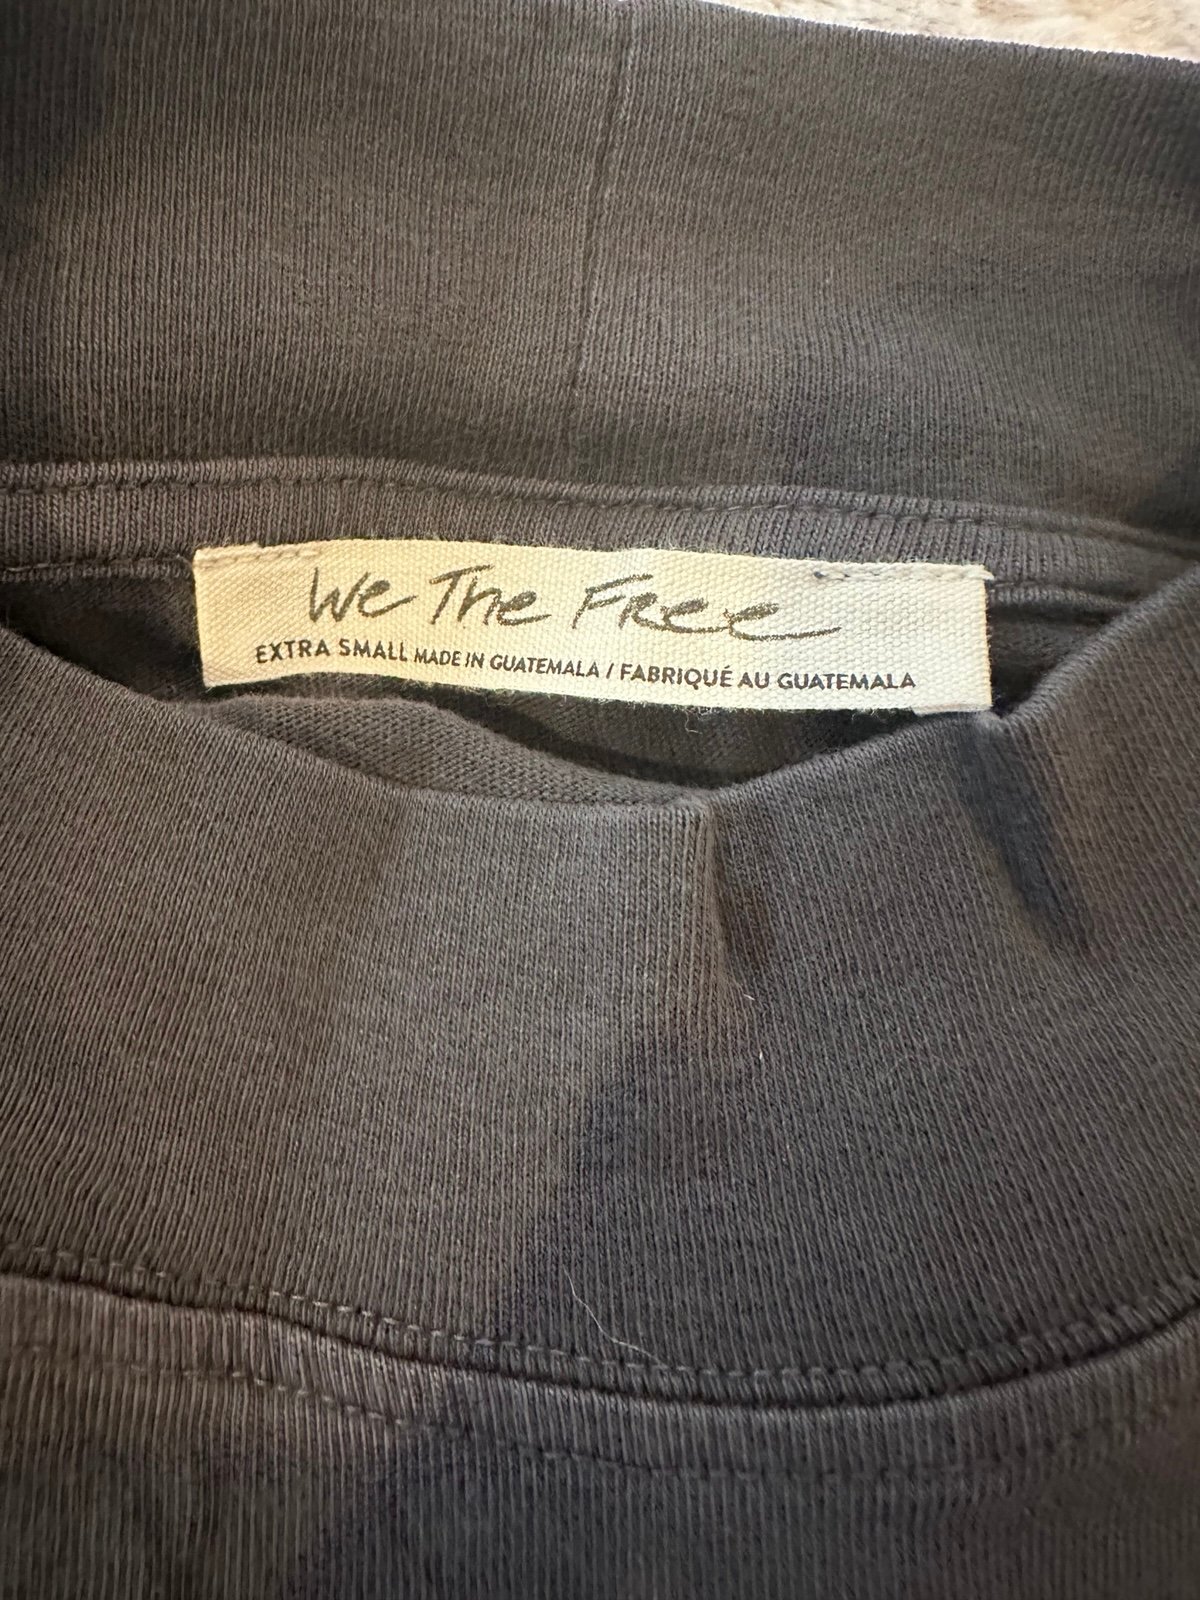 We The Free
EXTRA SMALL MADE IN GUATEMALA / FABRIQUÉ AU GUATEMALA